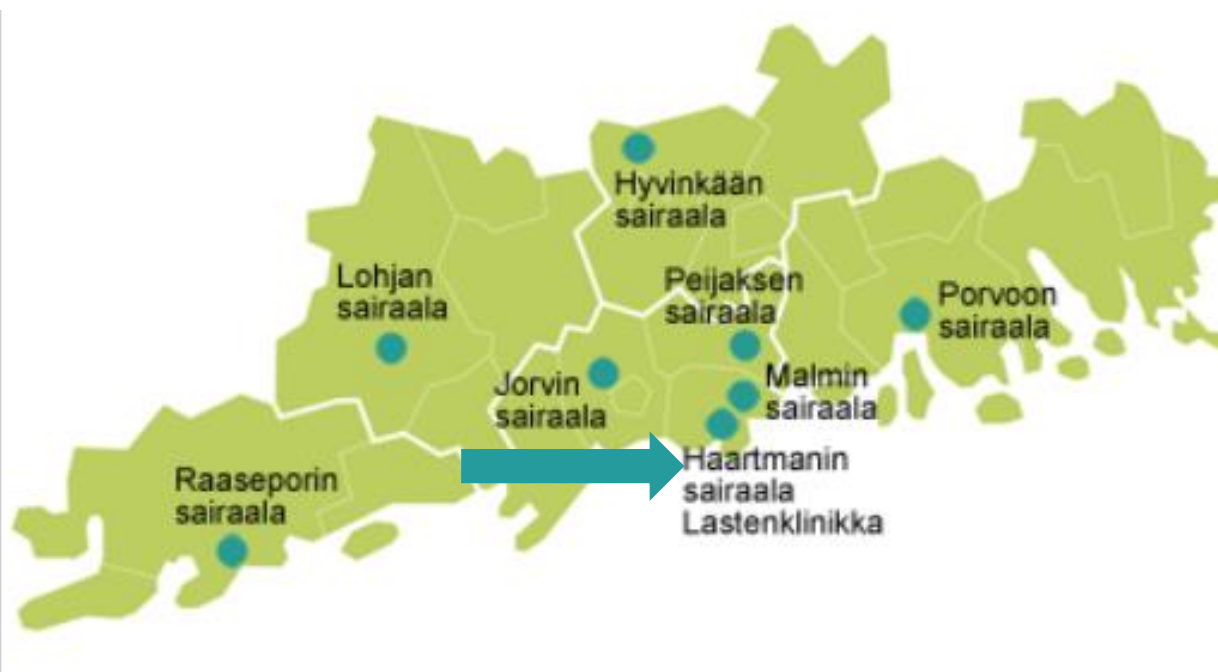 Hyvinkään
sairaala
Lohjan
sairaala
Peijaksen
sairaala
Porvoon
sairaala
Jorvin
sairaala
Malmin
sairaala
Haartmanin
sairaala
Lastenklinikka
Raaseporin
sairaala